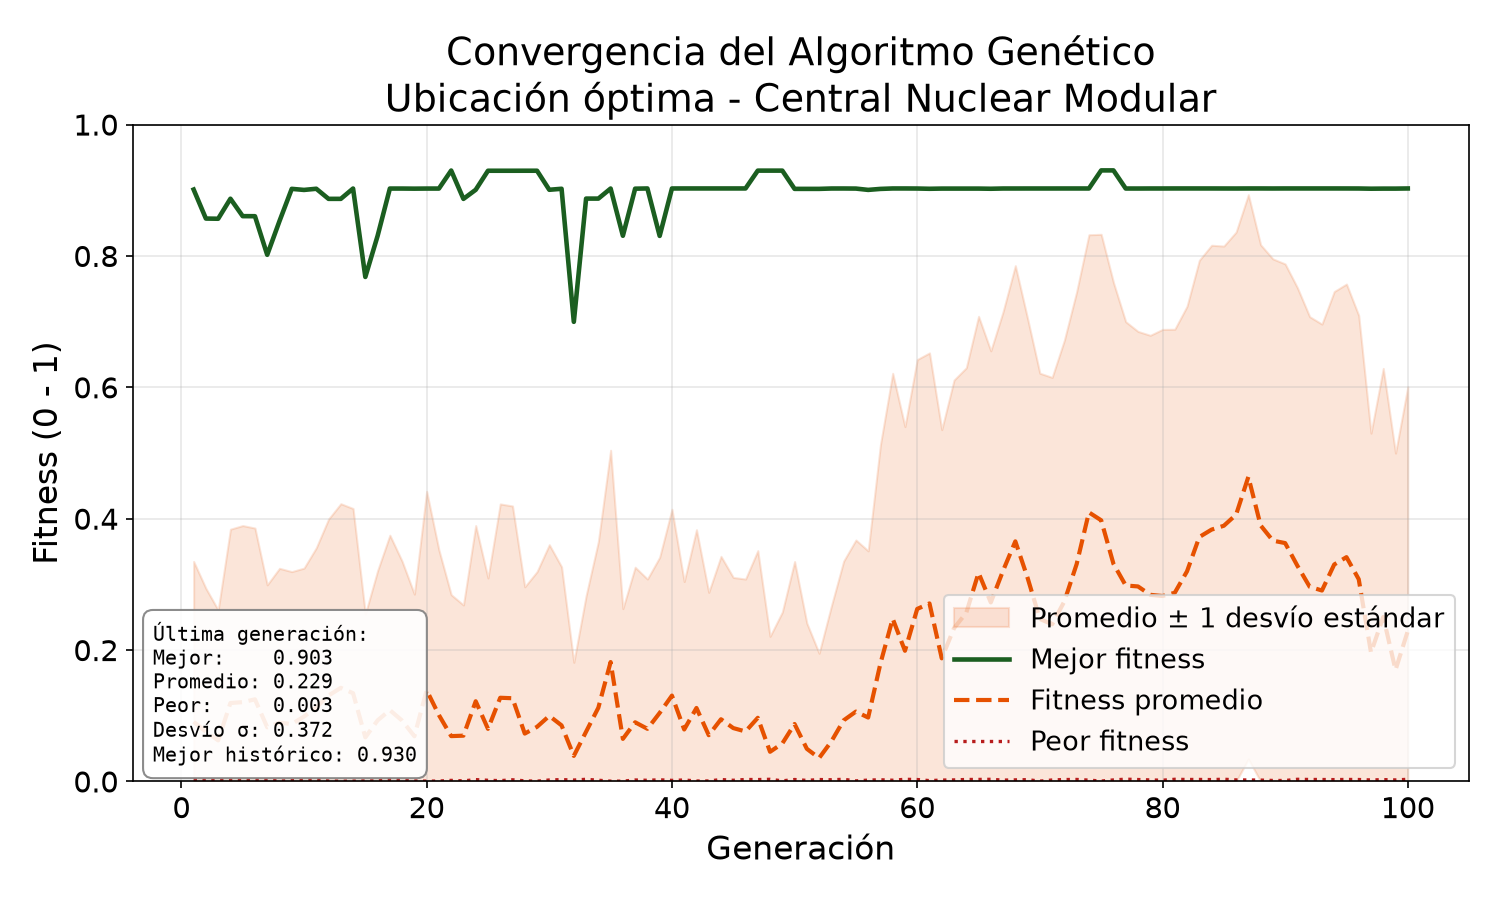 Convergencia del Algoritmo Genético
Ubicación óptima - Central Nuclear Modular
Fitness (0 - 1)
1.0
0.8
0.6
0.4
0.2
0.0
Última generación:
Mejor: 0.903
Promedio: 0.229
Peor: 0.003
Desvío σ: 0.372
Mejor histórico: 0.930
Promedio ± 1 desvío estándar
Mejor fitness
Fitness promedio
Peor fitness
0 20 40 60 80 100
Generación